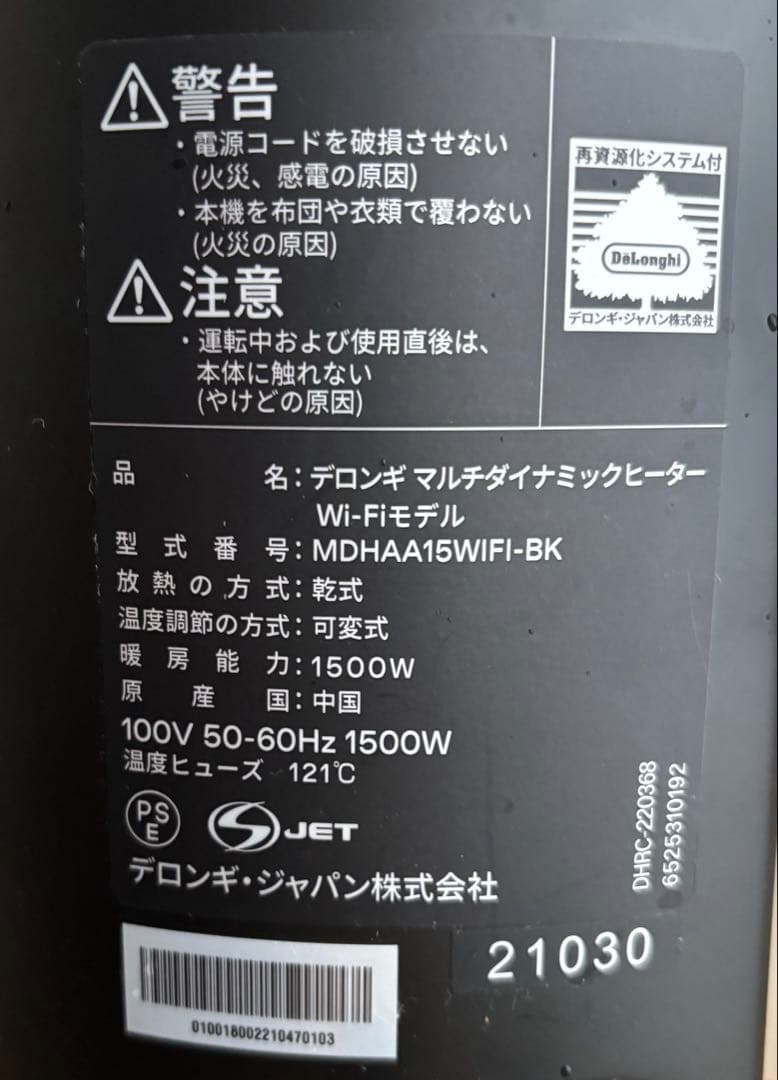 警告
・電源コードを破損させない
(火災、感電の原因)
・本機を布団や衣類で覆わない
(火災の原因)
注意
・運転中および使用直後は、
本体に触れない
(やけどの原因)
再資源化システム付
DeLonghi
デロンギ・ジャパン株式会社
品名：デロンギ マルチダイナミックヒーター
Wi-Fiモデル
型式番号：MDHAA15WIFI-BK
放熱の方式：乾式
温度調節の方式：可変式
暖房能力：1500W
原産国：中国
100V 50-60Hz 1500W
温度ヒューズ 121℃
PS
E
S JET
デロンギ・ジャパン株式会社
DHRC-220368
6525310192
21030
010018002210470103